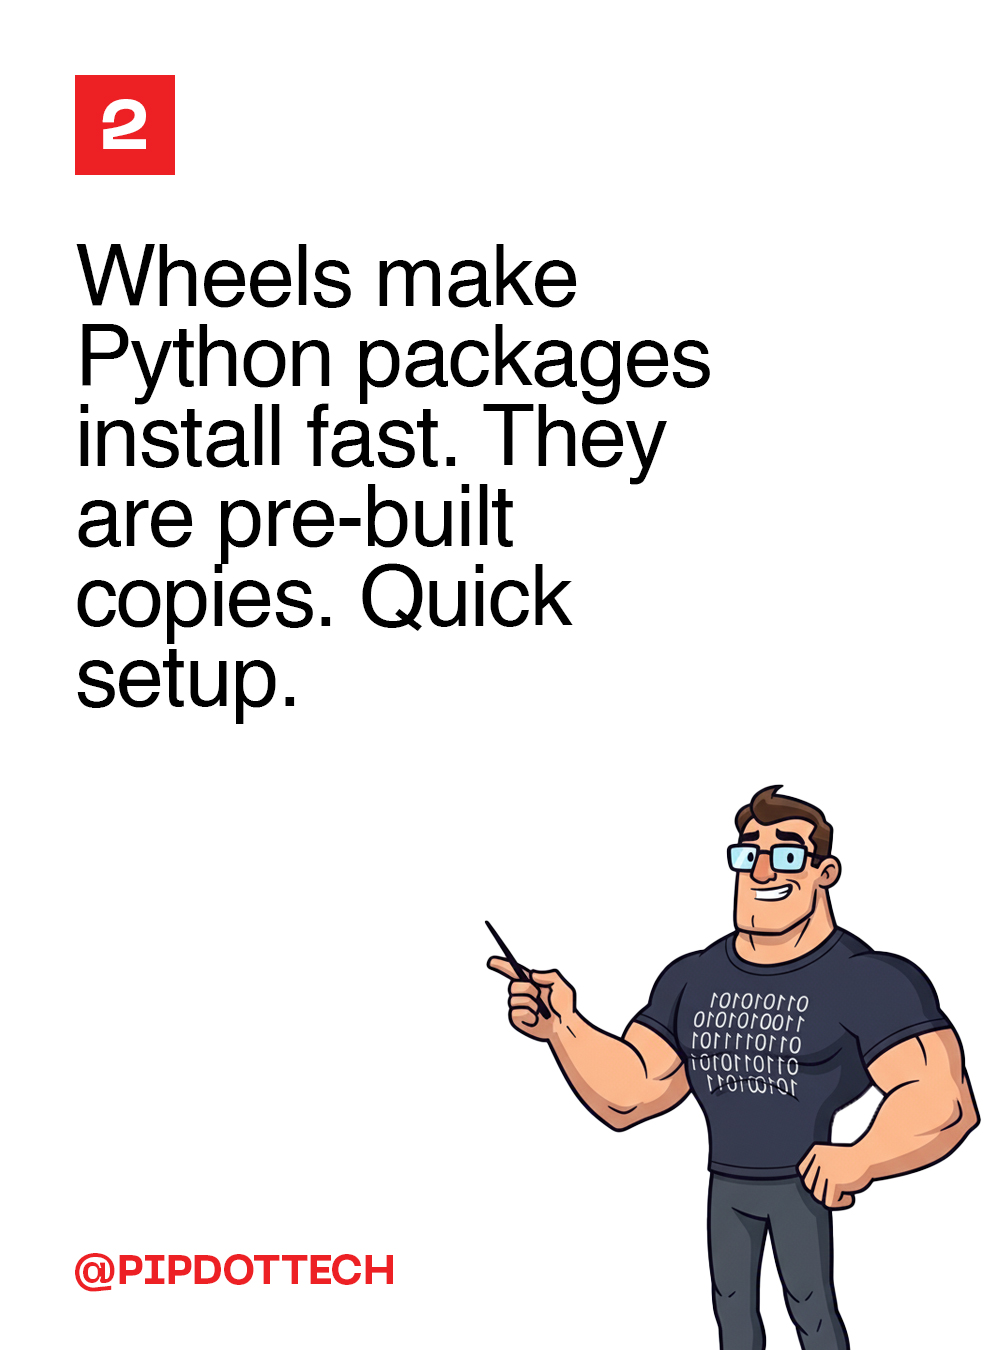 2
Wheels make
Python packages
install fast. They
are pre-built
copies. Quick
setup.
@PIPDOTTECH